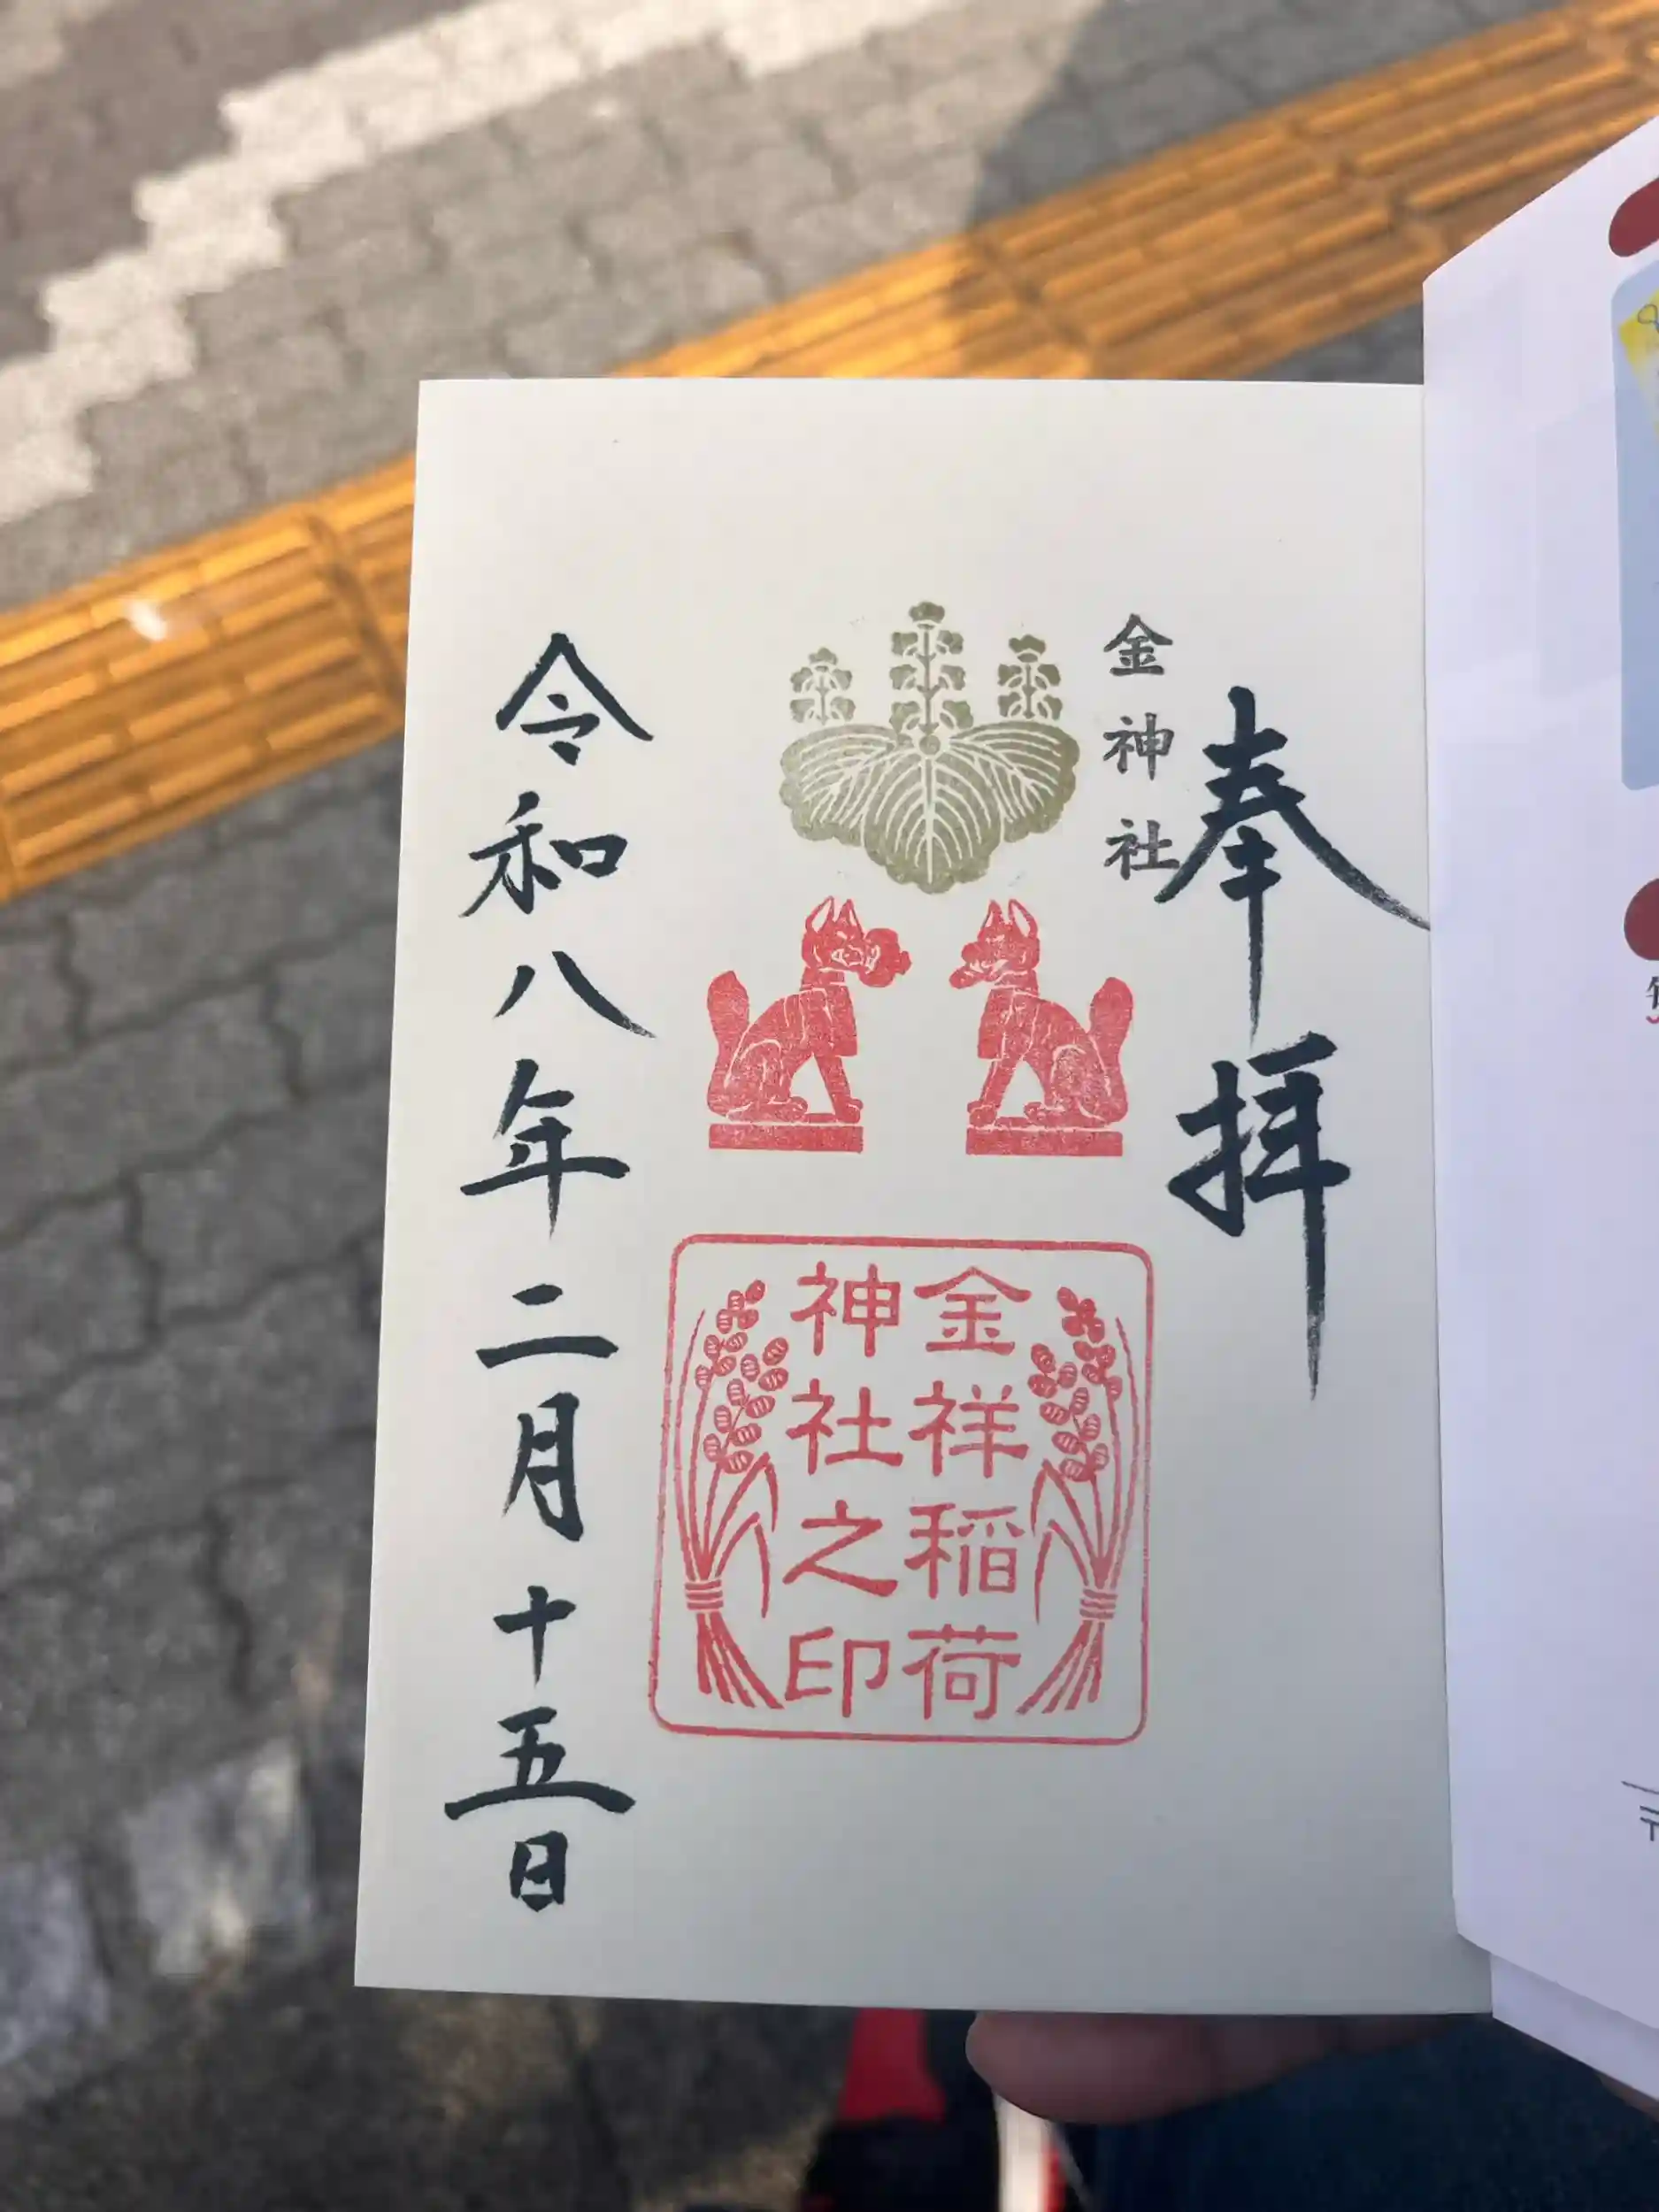 奉拝
金神社
金祥稲荷
神社之印
令和八年二月十五日
〒